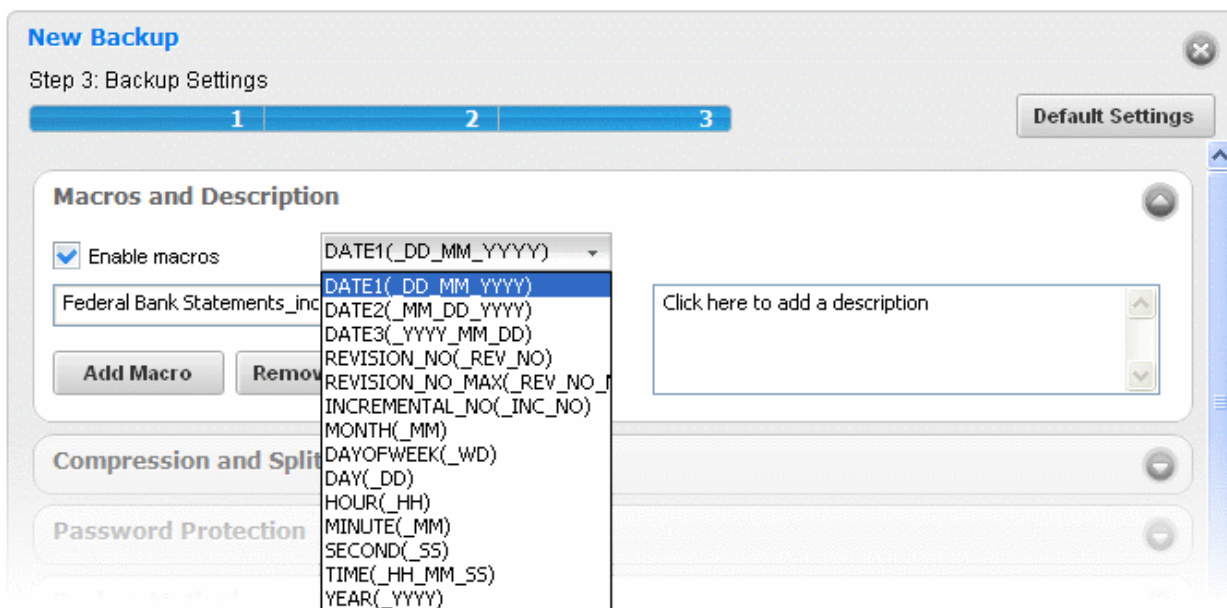 New Backup
Step 3: Backup Settings
1 2 3
Default Settings
Macros and Description
Enable macros
DATE1(_DD_MM_YYYY)
Federal Bank Statements_inc
DATE1(_DD_MM_YYYY)
DATE2(_MM_DD_YYYY)
DATE3(_YYYY_MM_DD)
REVISION_NO(_REV_NO)
REVISION_NO_MAX(_REV_NO_M
INCREMENTAL_NO(_INC_NO)
MONTH(_MM)
DAYOFWEEK(_WD)
DAY(_DD)
HOUR(_HH)
MINUTE(_MM)
SECOND(_SS)
TIME(_HH_MM_SS)
YEAR(_YYYY)
Click here to add a description
Add Macro
Remov
Compression and Split
Password Protection